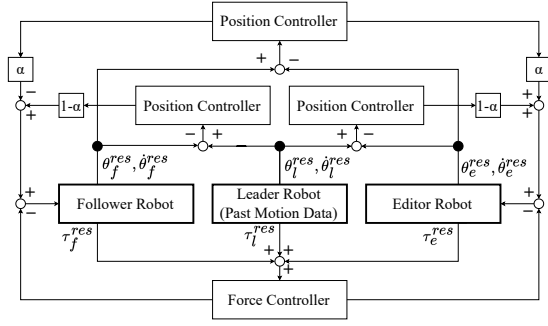 Position Controller
α
α
+
−
−
+
1-α
Position Controller
Position Controller
1-α
+
+
−
+
−
+
−
θ_f^{res}, θ̇_f^{res}
θ_l^{res}, θ̇_l^{res}
θ_e^{res}, θ̇_e^{res}
+
−
Follower Robot
Leader Robot
(Past Motion Data)
Editor Robot
+
−
τ_f^{res}
τ_l^{res}
τ_e^{res}
+
+
+
Force Controller